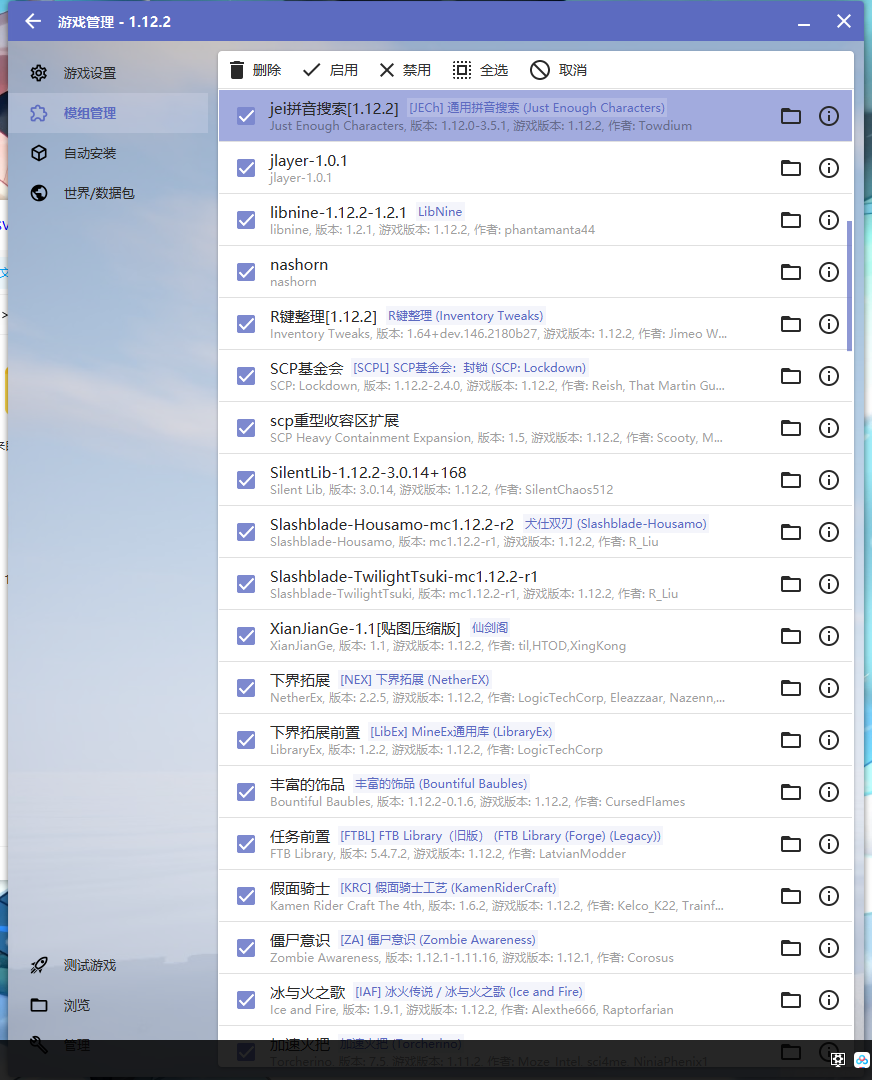 游戏管理 - 1.12.2
游戏设置
模组管理
自动安装
世界/数据包
测试游戏
浏览
管理
删除 启用 禁用 全选 取消
jei拼音搜索[1.12.2] [JECh] 通用拼音搜索 (Just Enough Characters)
Just Enough Characters, 版本: 1.12.0-3.5.1, 游戏版本: 1.12.2, 作者: Towdium
jlayer-1.0.1
jlayer-1.0.1
libnine-1.12.2-1.2.1 LibNine
libnine, 版本: 1.2.1, 游戏版本: 1.12.2, 作者: phantamanta44
nashorn
nashorn
R键整理[1.12.2] R键整理 (Inventory Tweaks)
Inventory Tweaks, 版本: 1.64+dev.146.2180b27, 游戏版本: 1.12.2, 作者: Jimeo W...
SCP基金会 [SCPL] SCP基金会：封锁 (SCP: Lockdown)
SCP: Lockdown, 版本: 1.12.2-2.4.0, 游戏版本: 1.12.2, 作者: Reish, That Martin Gu...
scp重型收容区扩展
SCP Heavy Containment Expansion, 版本: 1.5, 游戏版本: 1.12.2, 作者: Scooty, M...
SilentLib-1.12.2-3.0.14+168
Silent Lib, 版本: 3.0.14, 游戏版本: 1.12.2, 作者: SilentChaos512
Slashblade-Housamo-mc1.12.2-r2 犬仕双刃 (Slashblade-Housamo)
Slashblade-Housamo, 版本: mc1.12.2-r1, 游戏版本: 1.12.2, 作者: R_Liu
Slashblade-TwilightTsuki-mc1.12.2-r1
Slashblade-TwilightTsuki, 版本: mc1.12.2-r1, 游戏版本: 1.12.2, 作者: R_Liu
XianJianGe-1.1[贴图压缩版] 仙剑阁
XianJianGe, 版本: 1.1, 游戏版本: 1.12.2, 作者: til,HTOD,XingKong
下界拓展 [NEX] 下界拓展 (NetherEX)
NetherEx, 版本: 2.2.5, 游戏版本: 1.12.2, 作者: LogicTechCorp, Eleazzaar, Nazenn,...
下界拓展前置 [LibEx] MineEx通用库 (LibraryEx)
LibraryEx, 版本: 1.2.2, 游戏版本: 1.12.2, 作者: LogicTechCorp
丰富的饰品 丰富的饰品 (Bountiful Baubles)
Bountiful Baubles, 版本: 1.12.2-0.1.6, 游戏版本: 1.12.2, 作者: CursedFlames
任务前置 [FTBL] FTB Library（旧版） (FTB Library (Forge) (Legacy))
FTB Library, 版本: 5.4.7.2, 游戏版本: 1.12.2, 作者: LatvianModder
假面骑士 [KRC] 假面骑士工艺 (KamenRiderCraft)
Kamen Rider Craft The 4th, 版本: 1.6.2, 游戏版本: 1.12.2, 作者: Kelco_K22, Trainf...
僵尸意识 [ZA] 僵尸意识 (Zombie Awareness)
Zombie Awareness, 版本: 1.12.1-1.11.16, 游戏版本: 1.12.1, 作者: Corosus
冰与火之歌 [IAF] 冰火传说 / 冰与火之歌 (Ice and Fire)
Ice and Fire, 版本: 1.9.1, 游戏版本: 1.12.2, 作者: Alexthe666, Raptorfarian
加速火把 加速火把 (Torcherino)
Torcherino, 版本: 7.5, 游戏版本: 1.11.2, 作者: Moze_Intel, sci4me, NinjaPhenix1